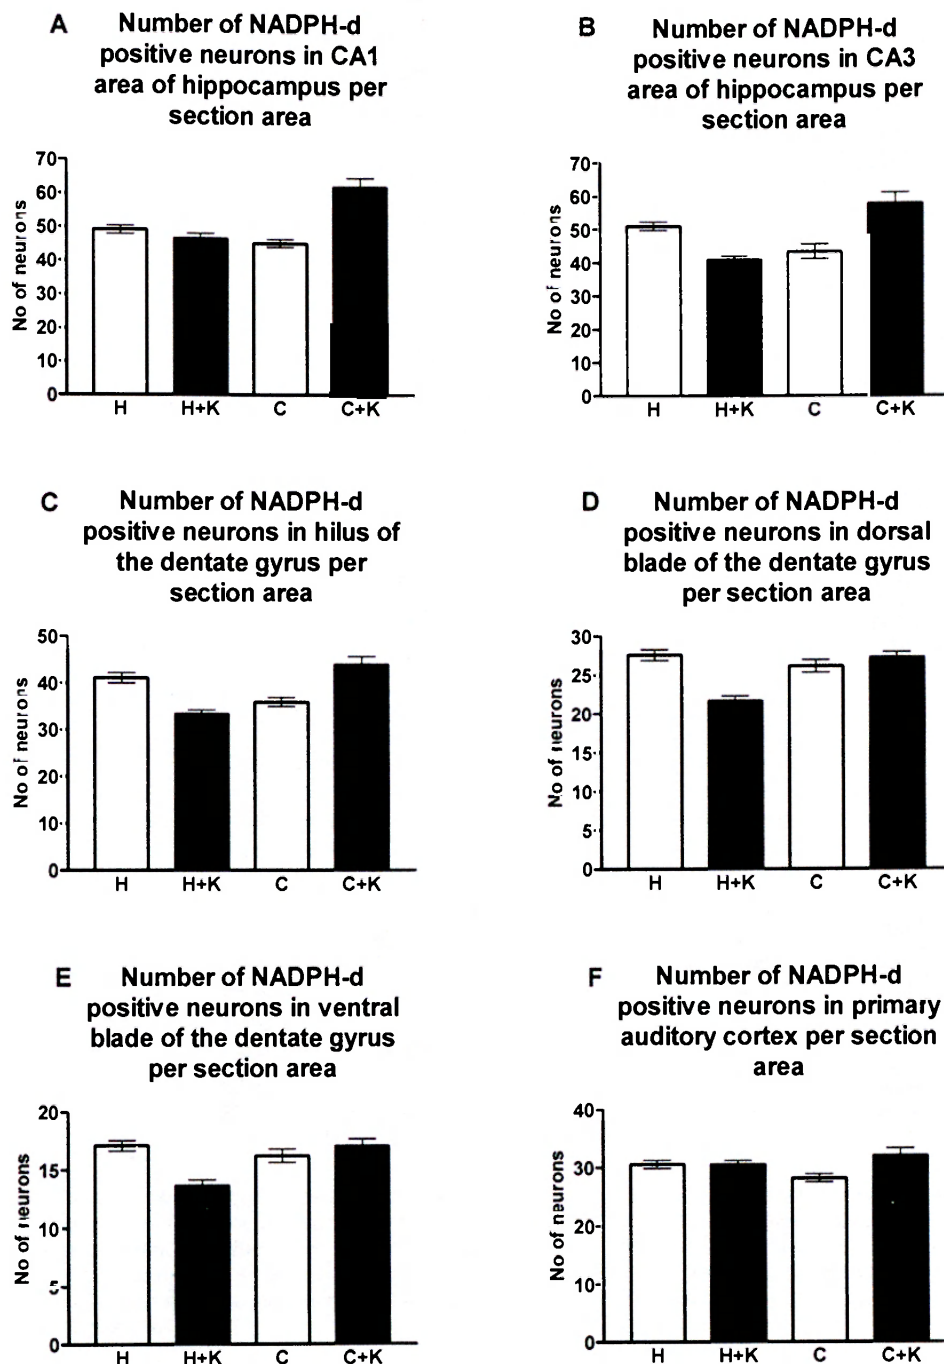 A Number of NADPH-d
positive neurons in CA1
area of hippocampus per
section area
No of neurons
70
60
50
40
30
20
10
0
H H+K C C+K
B Number of NADPH-d
positive neurons in CA3
area of hippocampus per
section area
No of neurons
70
60
50
40
30
20
10
0
H H+K C C+K
C Number of NADPH-d
positive neurons in hilus of
the dentate gyrus per
section area
No of neurons
50
40
30
20
10
0
H H+K C C+K
D Number of NADPH-d
positive neurons in dorsal
blade of the dentate gyrus
per section area
No of neurons
30
25
20
15
10
5
0
H H+K C C+K
E Number of NADPH-d
positive neurons in ventral
blade of the dentate gyrus
per section area
No of neurons
20
15
10
5
0
H H+K C C+K
F Number of NADPH-d
positive neurons in primary
auditory cortex per section
area
No of neurons
40
30
20
10
0
H H+K C C+K